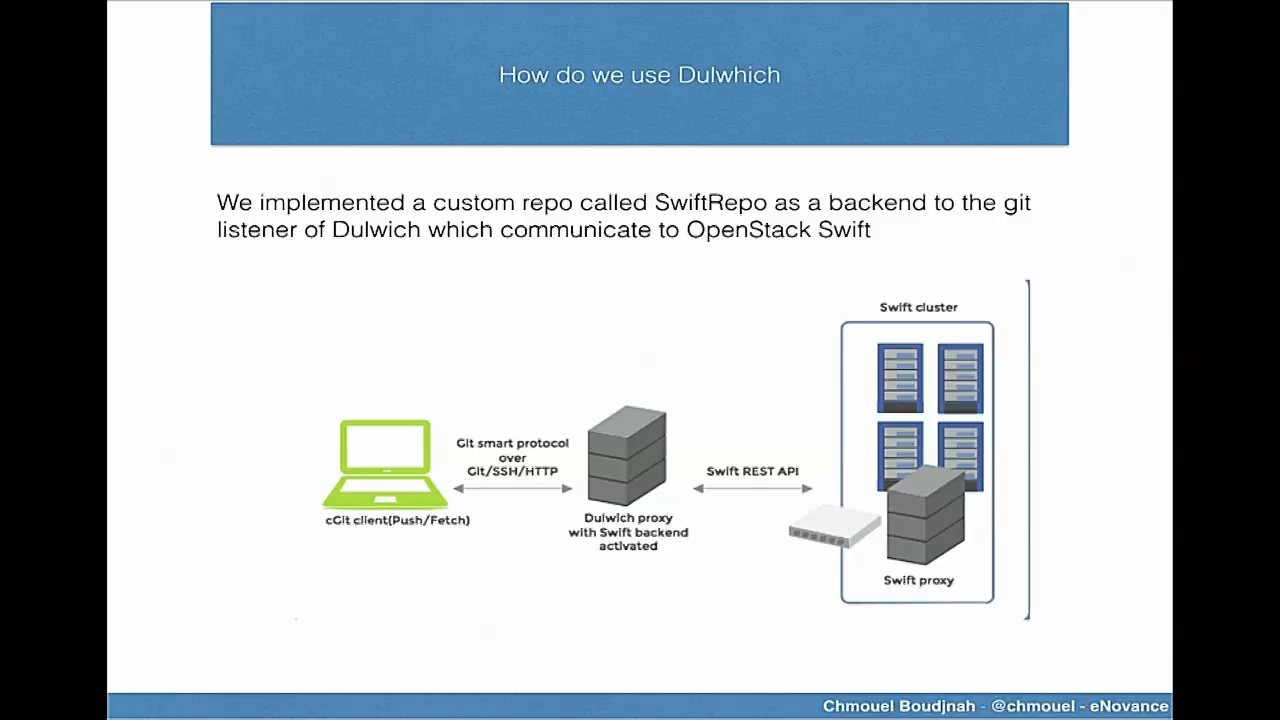 How do we use Dulwhich
We implemented a custom repo called SwiftRepo as a backend to the git
listener of Dulwich which communicate to OpenStack Swift
Swift cluster
Git smart protocol
over
Git/SSH/HTTP
Swift REST API
cGit client(Push/Fetch)
Dulwich proxy
with Swift backend
activated
Swift proxy
Chmouel Boudjnah - @chmouel - eNovance